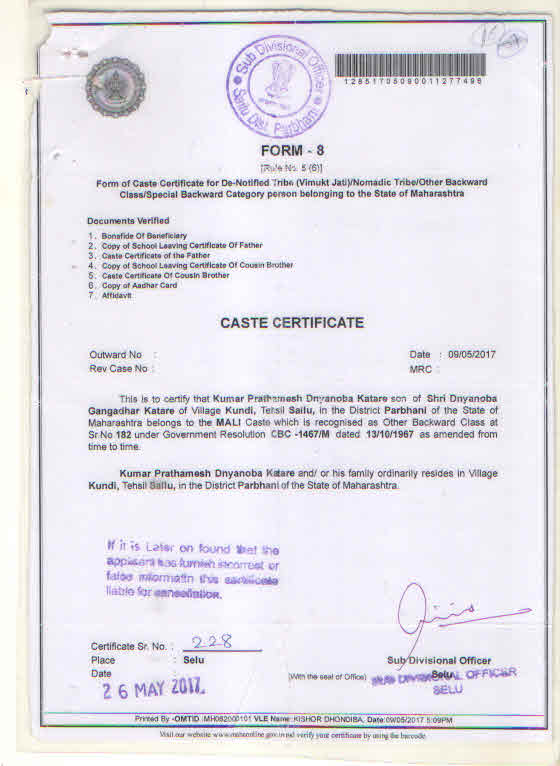 Sub Divisional Officer
Sailu Dist. Parbhani
12851705090011277496
FORM - 8
[Rule No. 5 (6)]
Form of Caste Certificate for De-Notified Tribe (Vimukt Jati)/Nomadic Tribe/Other Backward
Class/Special Backward Category person belonging to the State of Maharashtra
Documents Verified
1. Bonafide Of Beneficiary
2. Copy of School Leaving Certificate Of Father
3. Caste Certificate of the Father
4. Copy of School Leaving Certificate Of Cousin Brother
5. Caste Certificate Of Cousin Brother
6. Copy of Aadhar Card
7. Affidavit
CASTE CERTIFICATE
Outward No :
Date : 09/05/2017
Rev Case No :
MRC :
This is to certify that Kumar Prathamesh Dnyanoba Katare son of Shri Dnyanoba
Gangadhar Katare of Village Kundi, Tehsil Sailu, in the District Parbhani of the State of
Maharashtra belongs to the MALI Caste which is recognised as Other Backward Class at
Sr No 182 under Government Resolution CBC -1467/M dated 13/10/1967 as amended from
time to time.
Kumar Prathamesh Dnyanoba Katare and/ or his family ordinarily resides in Village
Kundi, Tehsil Sailu, in the District Parbhani of the State of Maharashtra.
If it is Later on found that the
applicant has furnish incorrect or
false informatin this certificate
liable for cancellation.
Certificate Sr. No. : 228
Place : Selu
Date :
26 MAY 2017
Sub Divisional Officer
Selu
(With the seal of Office)
SUB DIVISIONAL OFFICER
SELU
Printed By -OMTID :MH082000101 VLE Name: KISHOR DHONDIBA, Date:09/05/2017 5:09PM
Visit our website www.mahaonline.gov.in and verify your certificate by using the barcode.